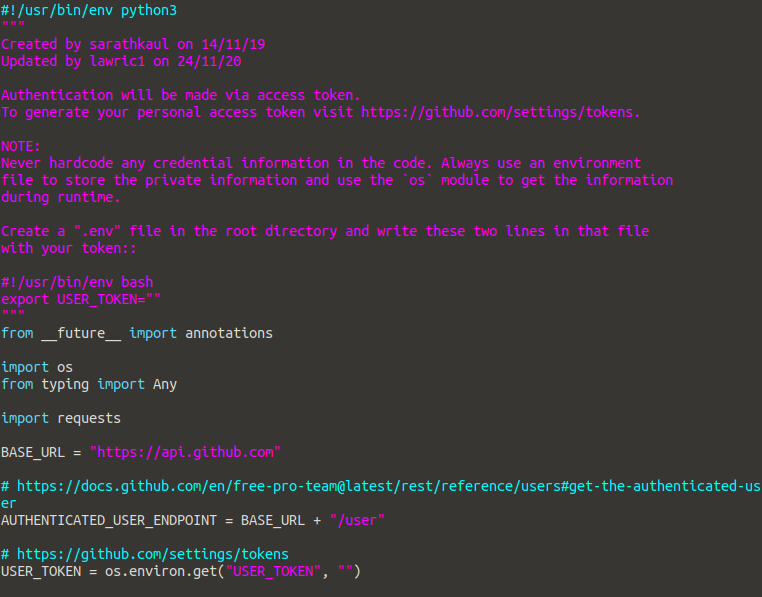 #!/usr/bin/env python3
"""
Created by sarathkaul on 14/11/19
Updated by lawric1 on 24/11/20
Authentication will be made via access token.
To generate your personal access token visit https://github.com/settings/tokens.
NOTE:
Never hardcode any credential information in the code. Always use an environment
file to store the private information and use the `os` module to get the information
during runtime.
Create a ".env" file in the root directory and write these two lines in that file
with your token::
#!/usr/bin/env bash
export USER_TOKEN=""
"""
from __future__ import annotations
import os
from typing import Any
import requests
BASE_URL = "https://api.github.com"
# https://docs.github.com/en/free-pro-team@latest/rest/reference/users#get-the-authenticated-us
er
AUTHENTICATED_USER_ENDPOINT = BASE_URL + "/user"
# https://github.com/settings/tokens
USER_TOKEN = os.environ.get("USER_TOKEN", "")